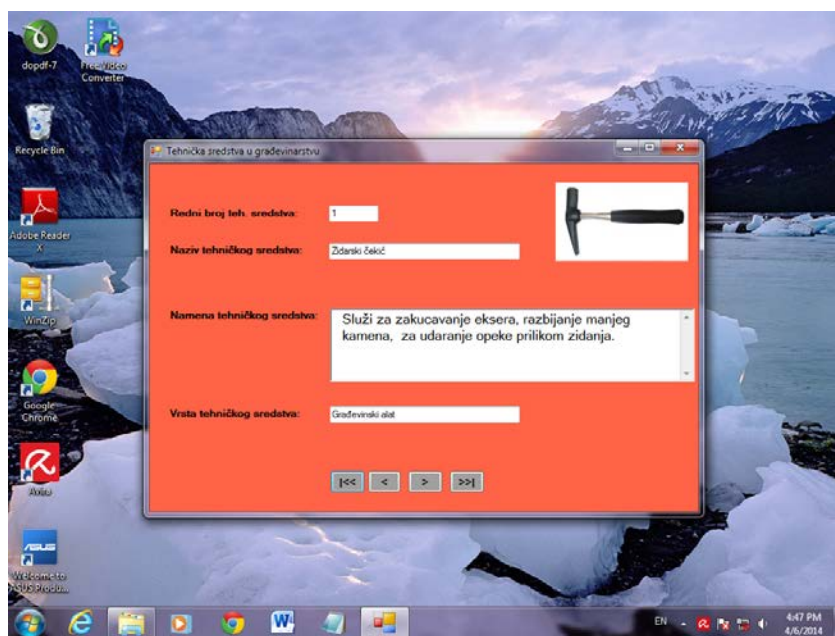 dopdf-7
Free Video
Converter
Recycle Bin
Tehnička sredstva u građevinarstvu
Redni broj teh. sredstva:
1
Adobe Reader
X
Naziv tehničkog sredstva:
Zidarski čekić
WinZip
Namena tehničkog sredstva:
Služi za zakucavanje eksera, razbijanje manjeg
kamena,  za udaranje opeke prilikom zidanja.
Google
Chrome
Vrsta tehničkog sredstva:
Građevinski alat
Avira
|<< < > >>|
ASUS
Welcome to
ASUS Produ...
EN
4:47 PM
4/6/2014